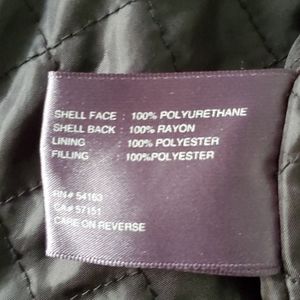 SHELL FACE : 100% POLYURETHANE
SHELL BACK : 100% RAYON
LINING : 100% POLYESTER
FILLING : 100%POLYESTER
RN# 54163
CA# 57151
CARE ON REVERSE